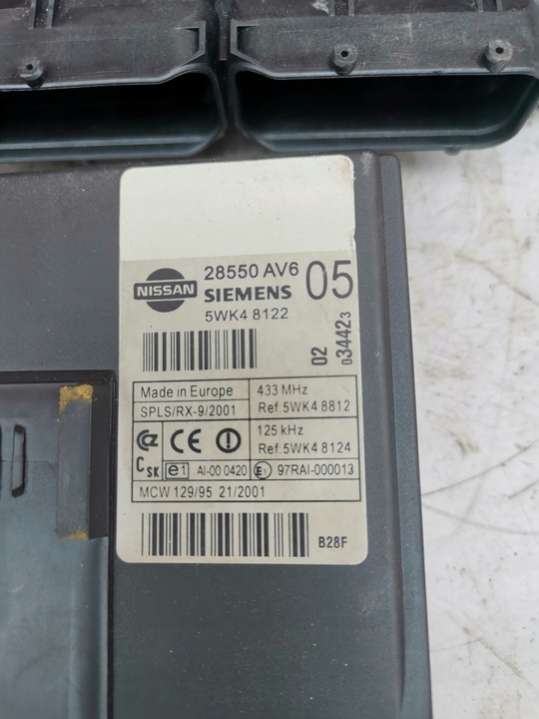 28550 AV6 05
NISSAN SIEMENS
5WK4 8122
02
034423
Made in Europe
433 MHz
SPLS/RX-9/2001
Ref.5WK4 8812
125 kHz
Ref.5WK4 8124
CE
CSK e1 AI-00 0420 E1 97RAI-000013
MCW 129/95 21/2001
B28F
D